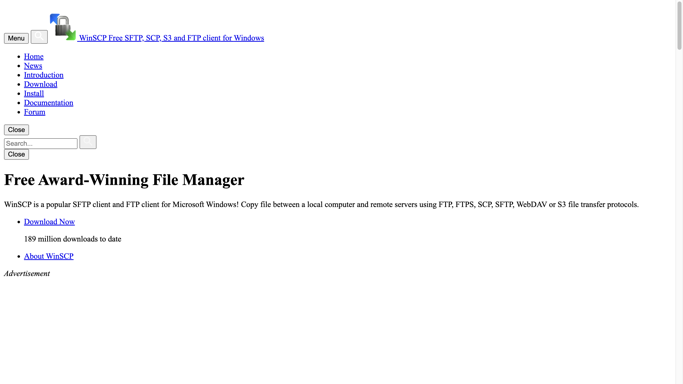 Menu WinSCP Free SFTP, SCP, S3 and FTP client for Windows
Home
News
Introduction
Download
Install
Documentation
Forum
Close
Search...
Close
Free Award-Winning File Manager
WinSCP is a popular SFTP client and FTP client for Microsoft Windows! Copy file between a local computer and remote servers using FTP, FTPS, SCP, SFTP, WebDAV or S3 file transfer protocols.
Download Now
189 million downloads to date
About WinSCP
Advertisement